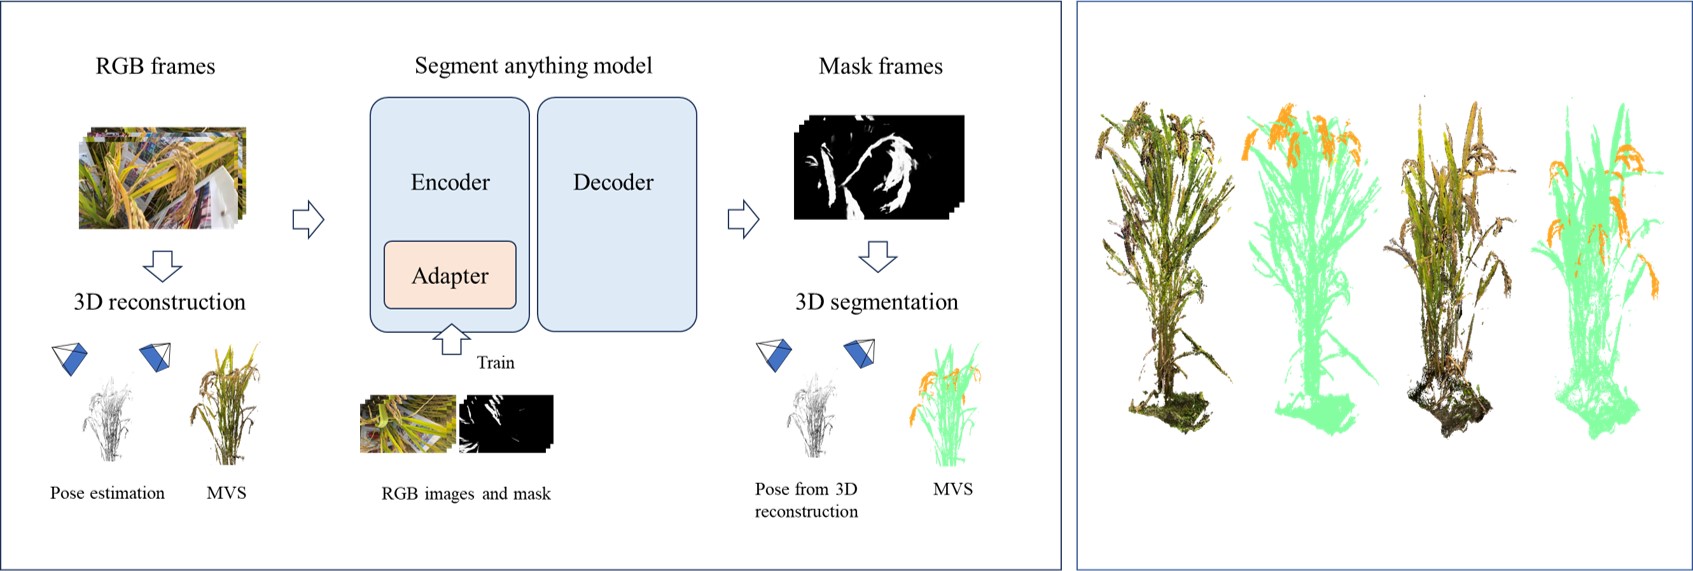 RGB frames
Segment anything model
Mask frames
Encoder
Decoder
Adapter
3D reconstruction
3D segmentation
Train
Pose estimation
MVS
RGB images and mask
Pose from 3D
reconstruction
MVS